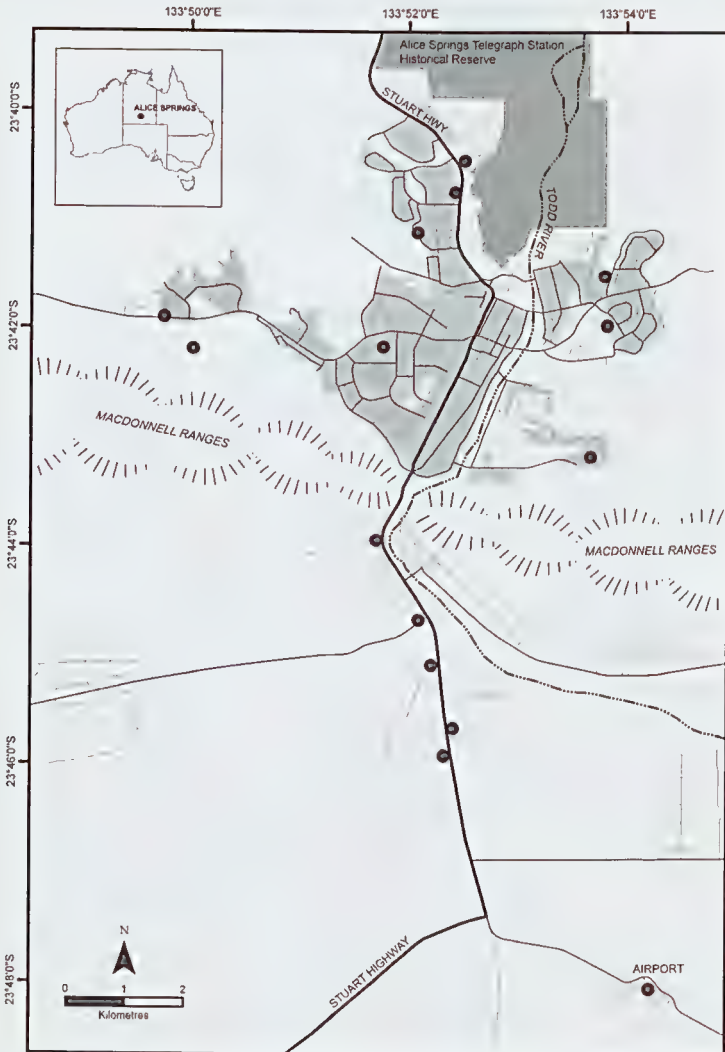 133°50'0"E
133°52'0"E
133°54'0"E
Alice Springs Telegraph Station
Historical Reserve
ALICE SPRINGS
STUART HWY
TODD RIVER
23°40'0"S
23°42'0"S
MACDONNELL RANGES
23°44'0"S
MACDONNELL RANGES
23°46'0"S
N
0 1 2
Kilometres
STUART HIGHWAY
AIRPORT
23°48'0"S